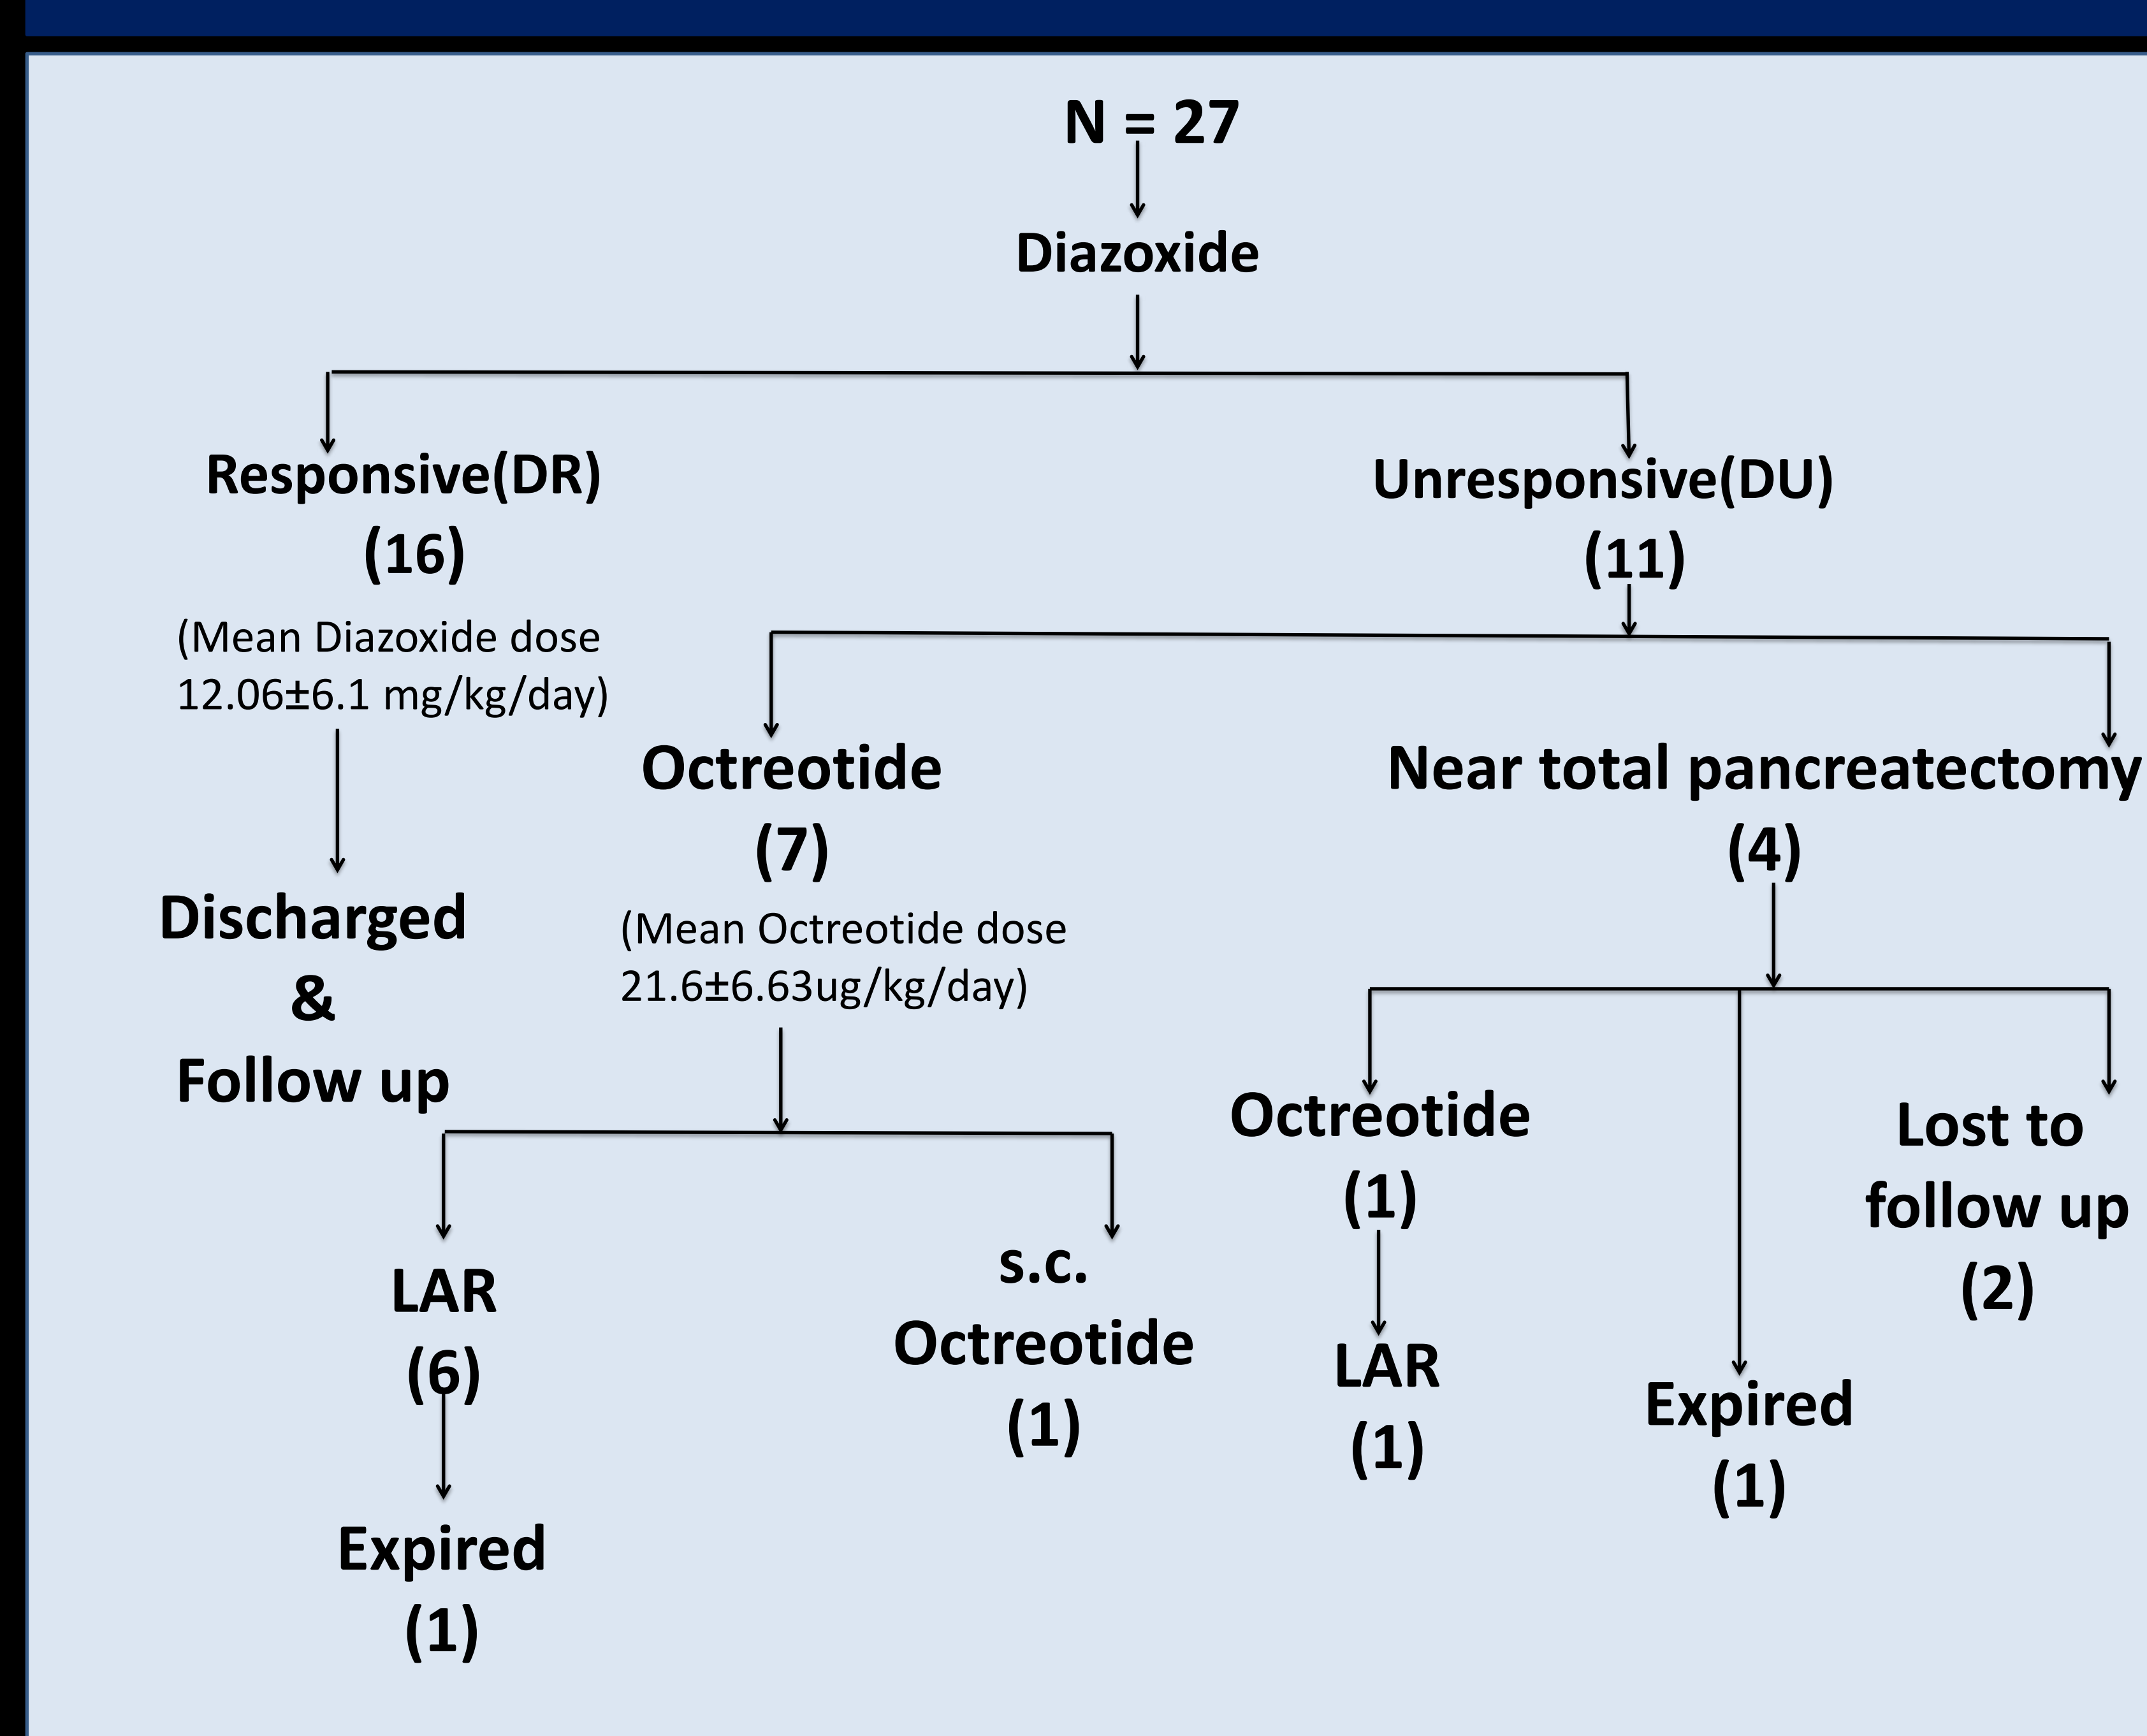 N = 27
Diazoxide
Responsive(DR)
(16)
(Mean Diazoxide dose
12.06±6.1 mg/kg/day)
Discharged
&
Follow up
Unresponsive(DU)
(11)
Octreotide
(7)
(Mean Octreotide dose
21.6±6.63ug/kg/day)
LAR
(6)
Expired
(1)
s.c.
Octreotide
(1)
Near total pancreatectomy
(4)
Octreotide
(1)
LAR
(1)
Expired
(1)
Lost to
follow up
(2)